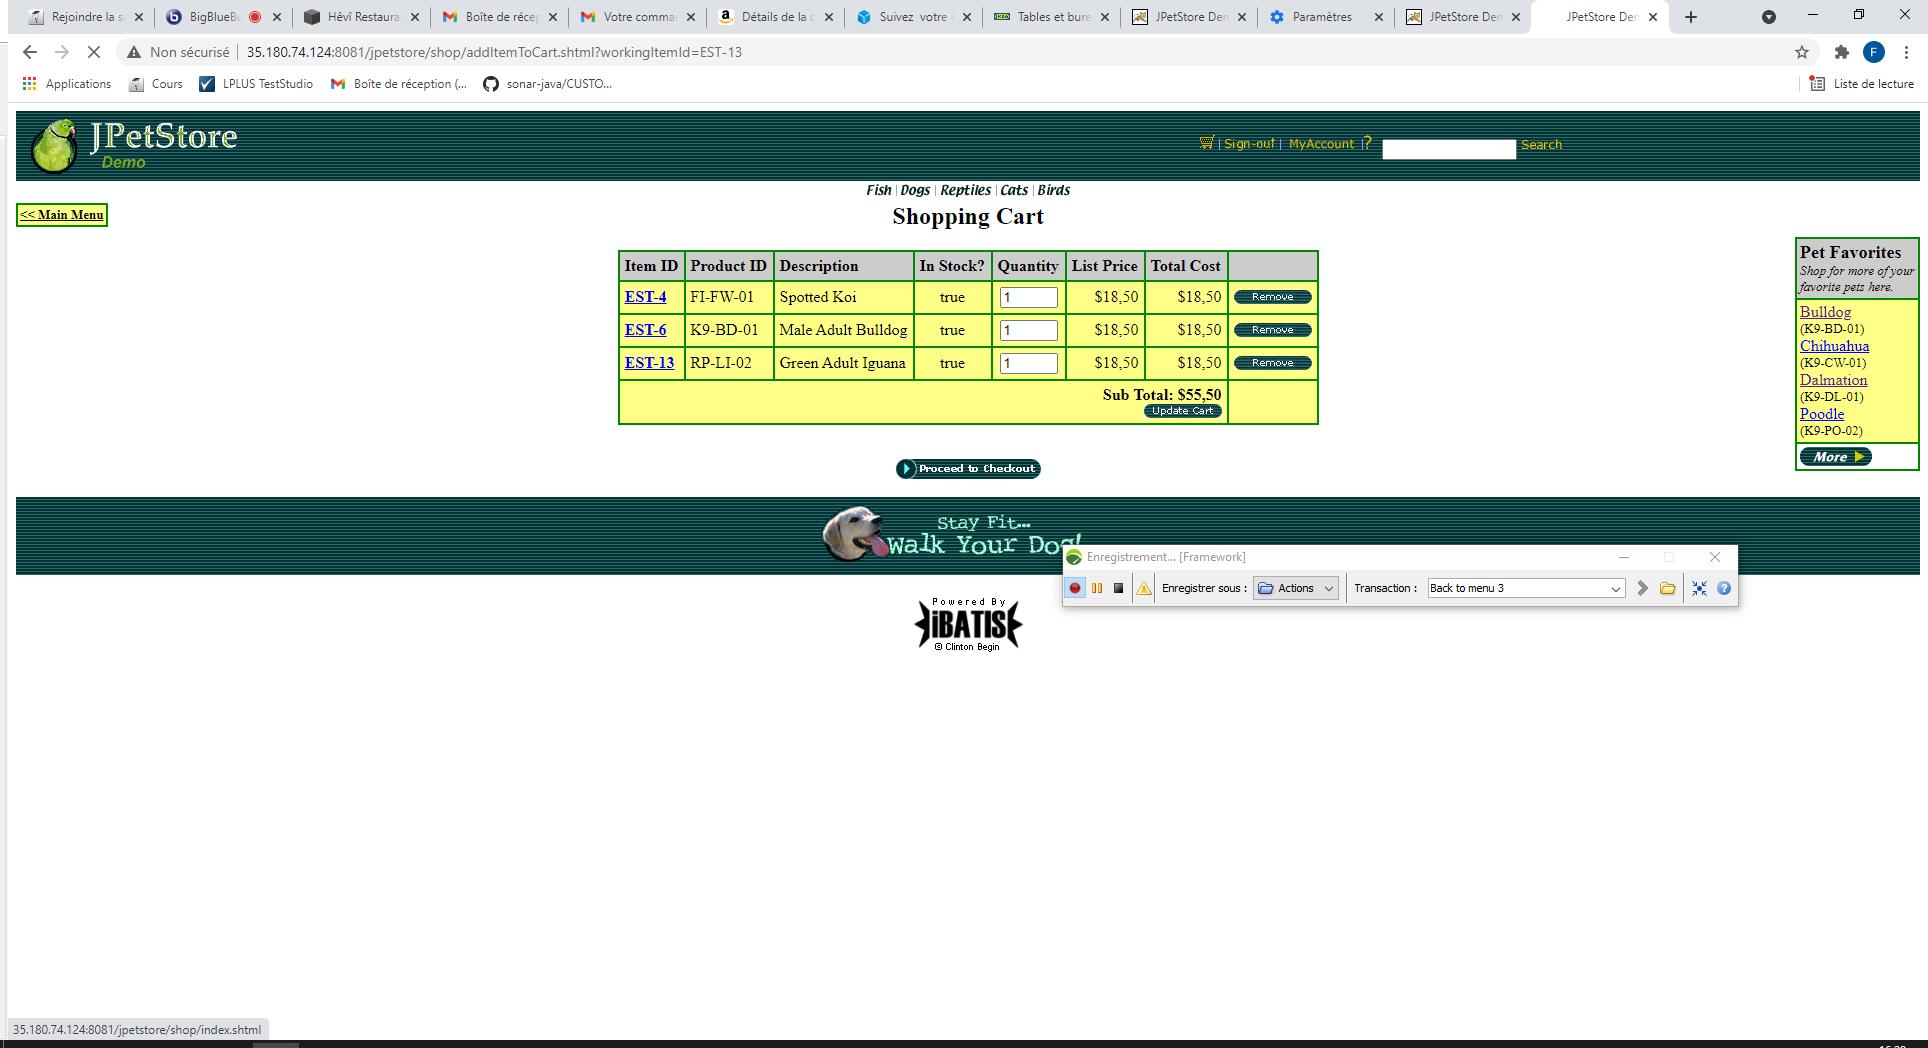 Rejoindre la s
BigBlueBu
Hêvî Restaura
Boîte de récep
Votre comma
Détails de la c
Suivez votre c
Tables et bure
JPetStore Den
Paramètres
JPetStore Den
JPetStore Den
Non sécurisé
35.180.74.124:8081/jpetstore/shop/addItemToCart.shtml?workingItemId=EST-13
F
Applications
Cours
LPLUS TestStudio
Boîte de réception (...
sonar-java/CUSTO...
Liste de lecture
JPetStore
Demo
| Sign-out | MyAccount | ?
Search
Fish | Dogs | Reptiles | Cats | Birds
<< Main Menu
Shopping Cart
Item ID Product ID Description In Stock? Quantity List Price Total Cost
EST-4 FI-FW-01 Spotted Koi true 1 $18,50 $18,50 Remove
EST-6 K9-BD-01 Male Adult Bulldog true 1 $18,50 $18,50 Remove
EST-13 RP-LI-02 Green Adult Iguana true 1 $18,50 $18,50 Remove
Sub Total: $55,50
Update Cart
Proceed to Checkout
Pet Favorites
Shop for more of your
favorite pets here.
Bulldog
(K9-BD-01)
Chihuahua
(K9-CW-01)
Dalmation
(K9-DL-01)
Poodle
(K9-PO-02)
More
Stay Fit...
Walk Your Dog!
Enregistrement... [Framework]
Enregistrer sous : Actions Transaction : Back to menu 3
Powered By
iBATIS
© Clinton Begin
35.180.74.124:8081/jpetstore/shop/index.shtml